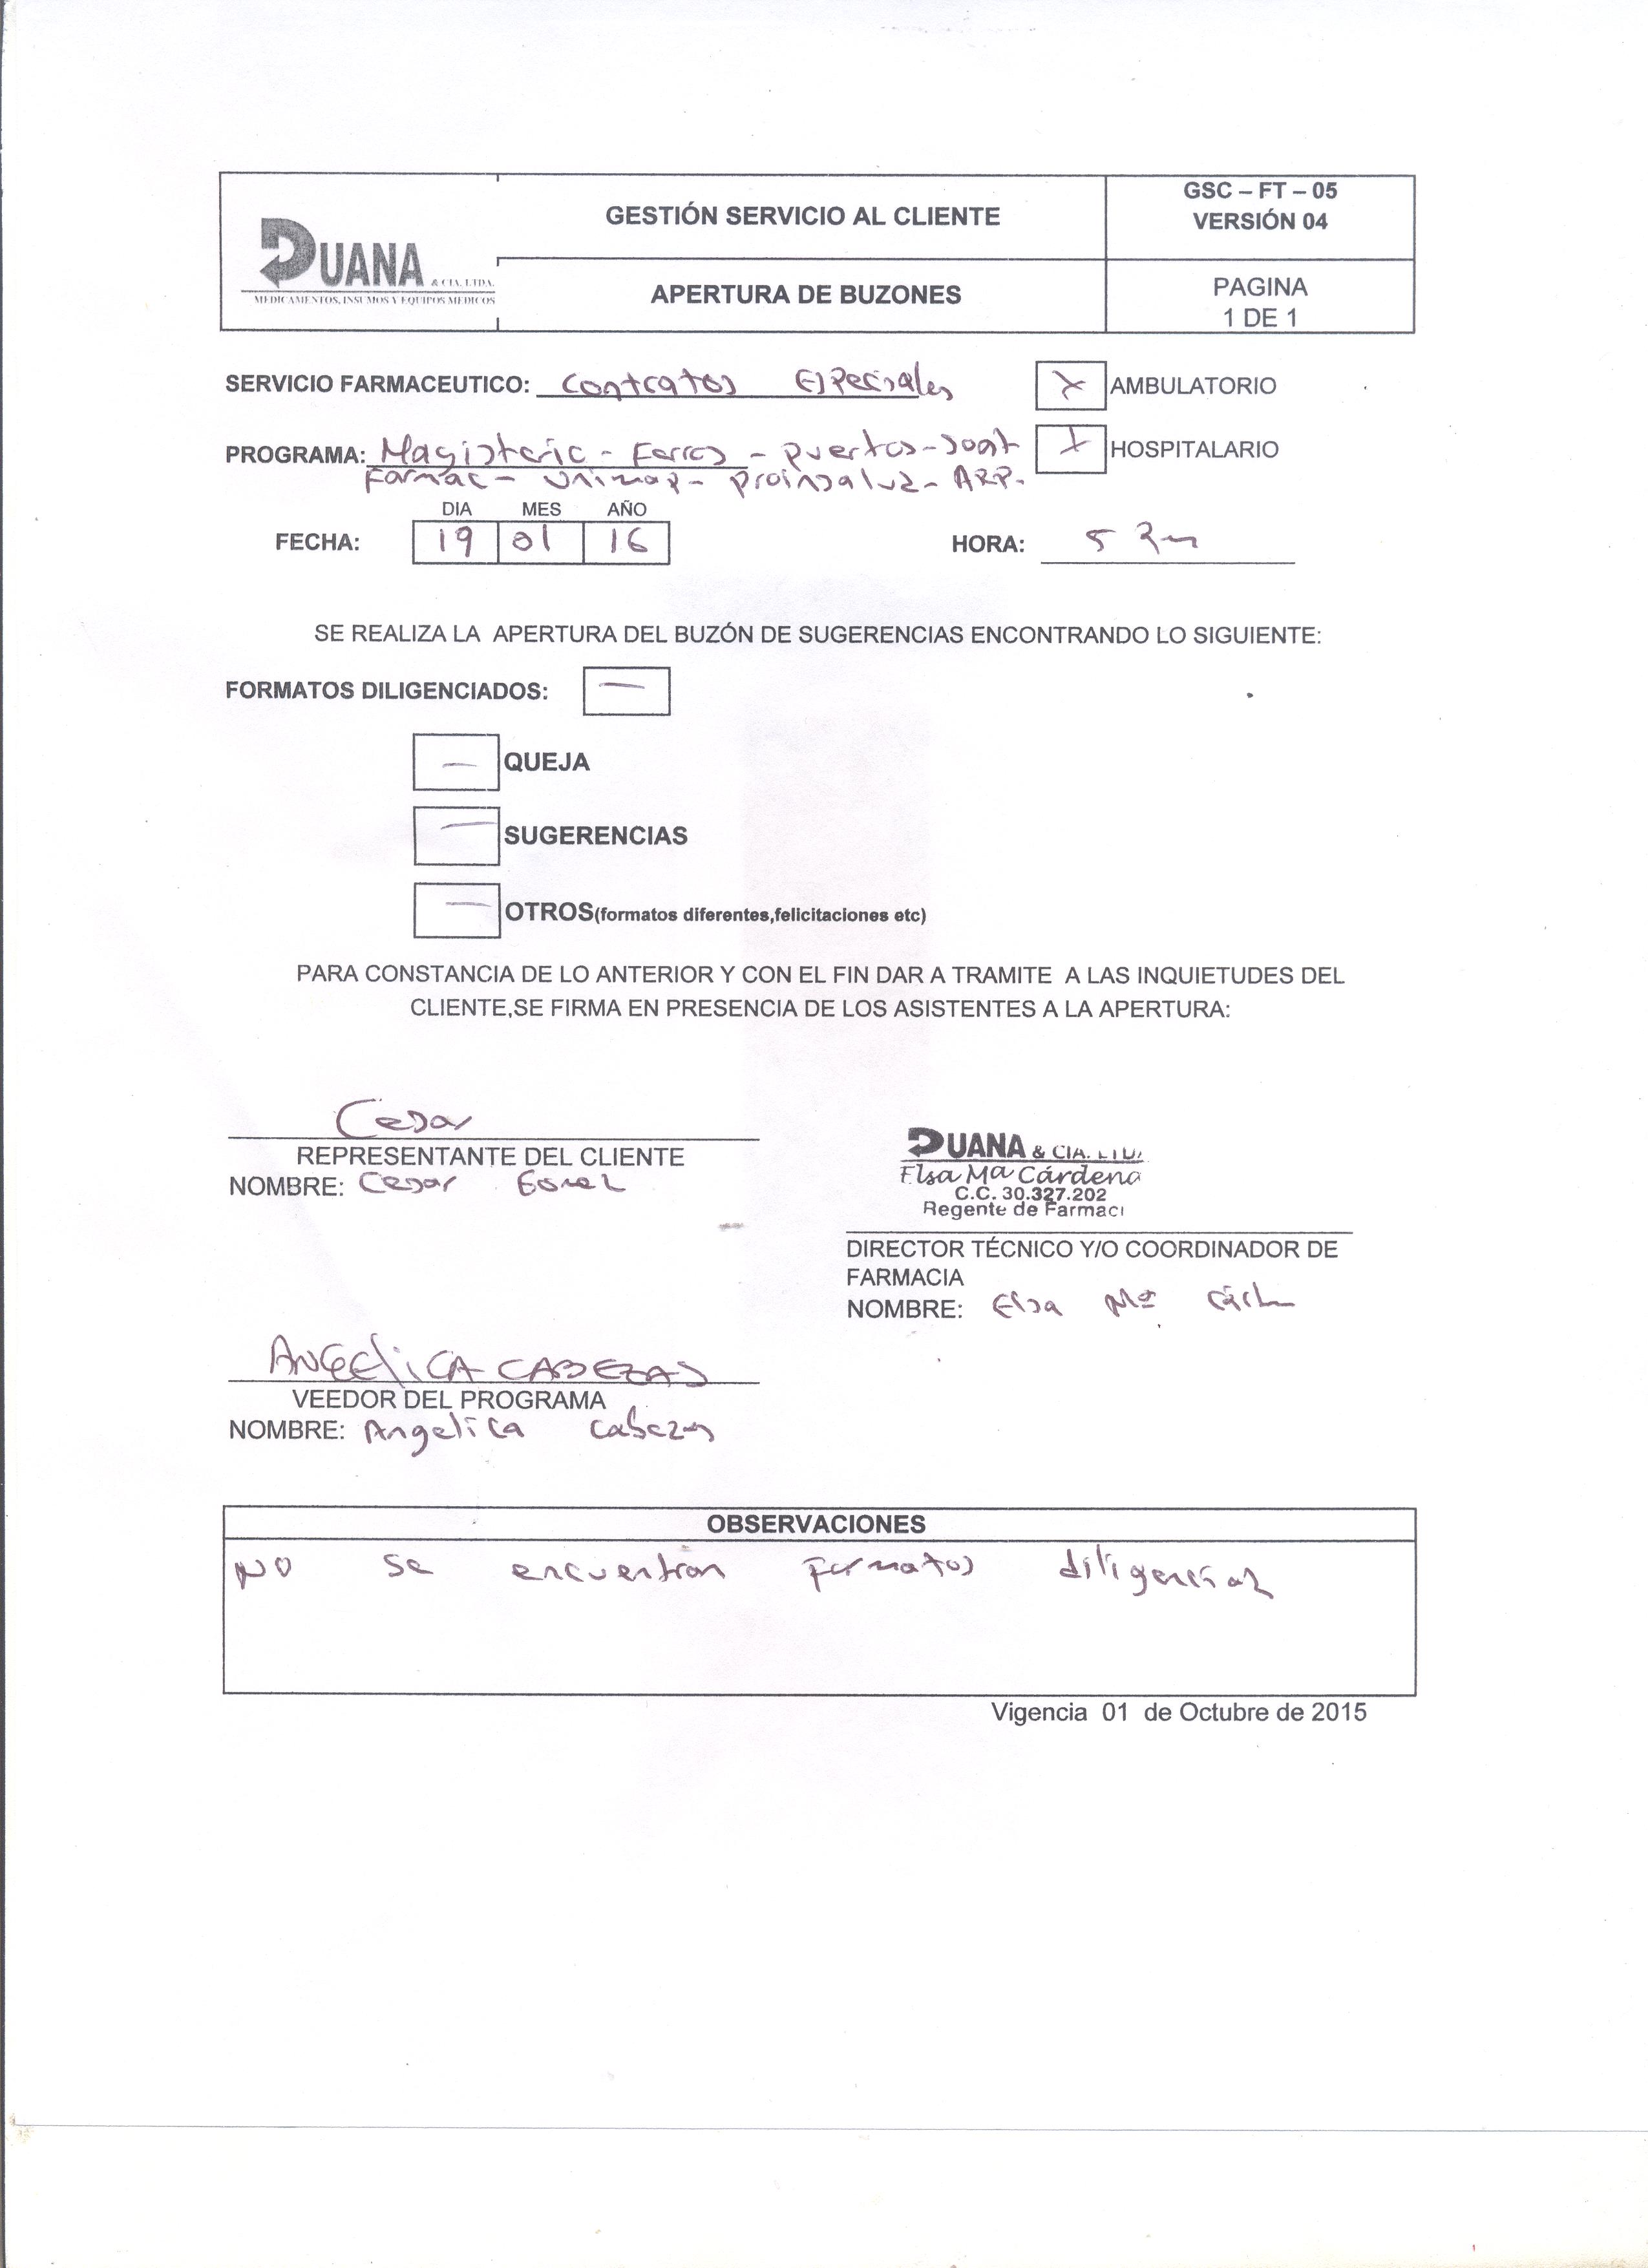 DUANA & CIA. LTDA.
MEDICAMENTOS, INSUMOS Y EQUIPOS MEDICOS
GESTIÓN SERVICIO AL CLIENTE
APERTURA DE BUZONES
GSC – FT – 05
VERSIÓN 04
PAGINA
1 DE 1
SERVICIO FARMACEUTICO: Contratos Especiales
X AMBULATORIO
PROGRAMA: Magisterio - Ferros - Puertos - Soat
X HOSPITALARIO
Farmac - Unimap - Proinsalud - ARP.
DIA MES AÑO
FECHA: 19 01 16
HORA: 5 Pm
SE REALIZA LA APERTURA DEL BUZÓN DE SUGERENCIAS ENCONTRANDO LO SIGUIENTE:
FORMATOS DILIGENCIADOS: —
— QUEJA
— SUGERENCIAS
— OTROS(formatos diferentes,felicitaciones etc)
PARA CONSTANCIA DE LO ANTERIOR Y CON EL FIN DAR A TRAMITE A LAS INQUIETUDES DEL
CLIENTE,SE FIRMA EN PRESENCIA DE LOS ASISTENTES A LA APERTURA:
Cesar
REPRESENTANTE DEL CLIENTE
NOMBRE: Cesar
DUANA & CIA. LTD.
Elsa Mª Cárdena
C.C. 30.327.202
Regente de Farmaci
DIRECTOR TÉCNICO Y/O COORDINADOR DE
FARMACIA
NOMBRE: Elsa Mª
ANGELICA CABEZAS
VEEDOR DEL PROGRAMA
NOMBRE: Angelica Cabezas
OBSERVACIONES
NO se encuentran formatos diligenciad
Vigencia 01 de Octubre de 2015